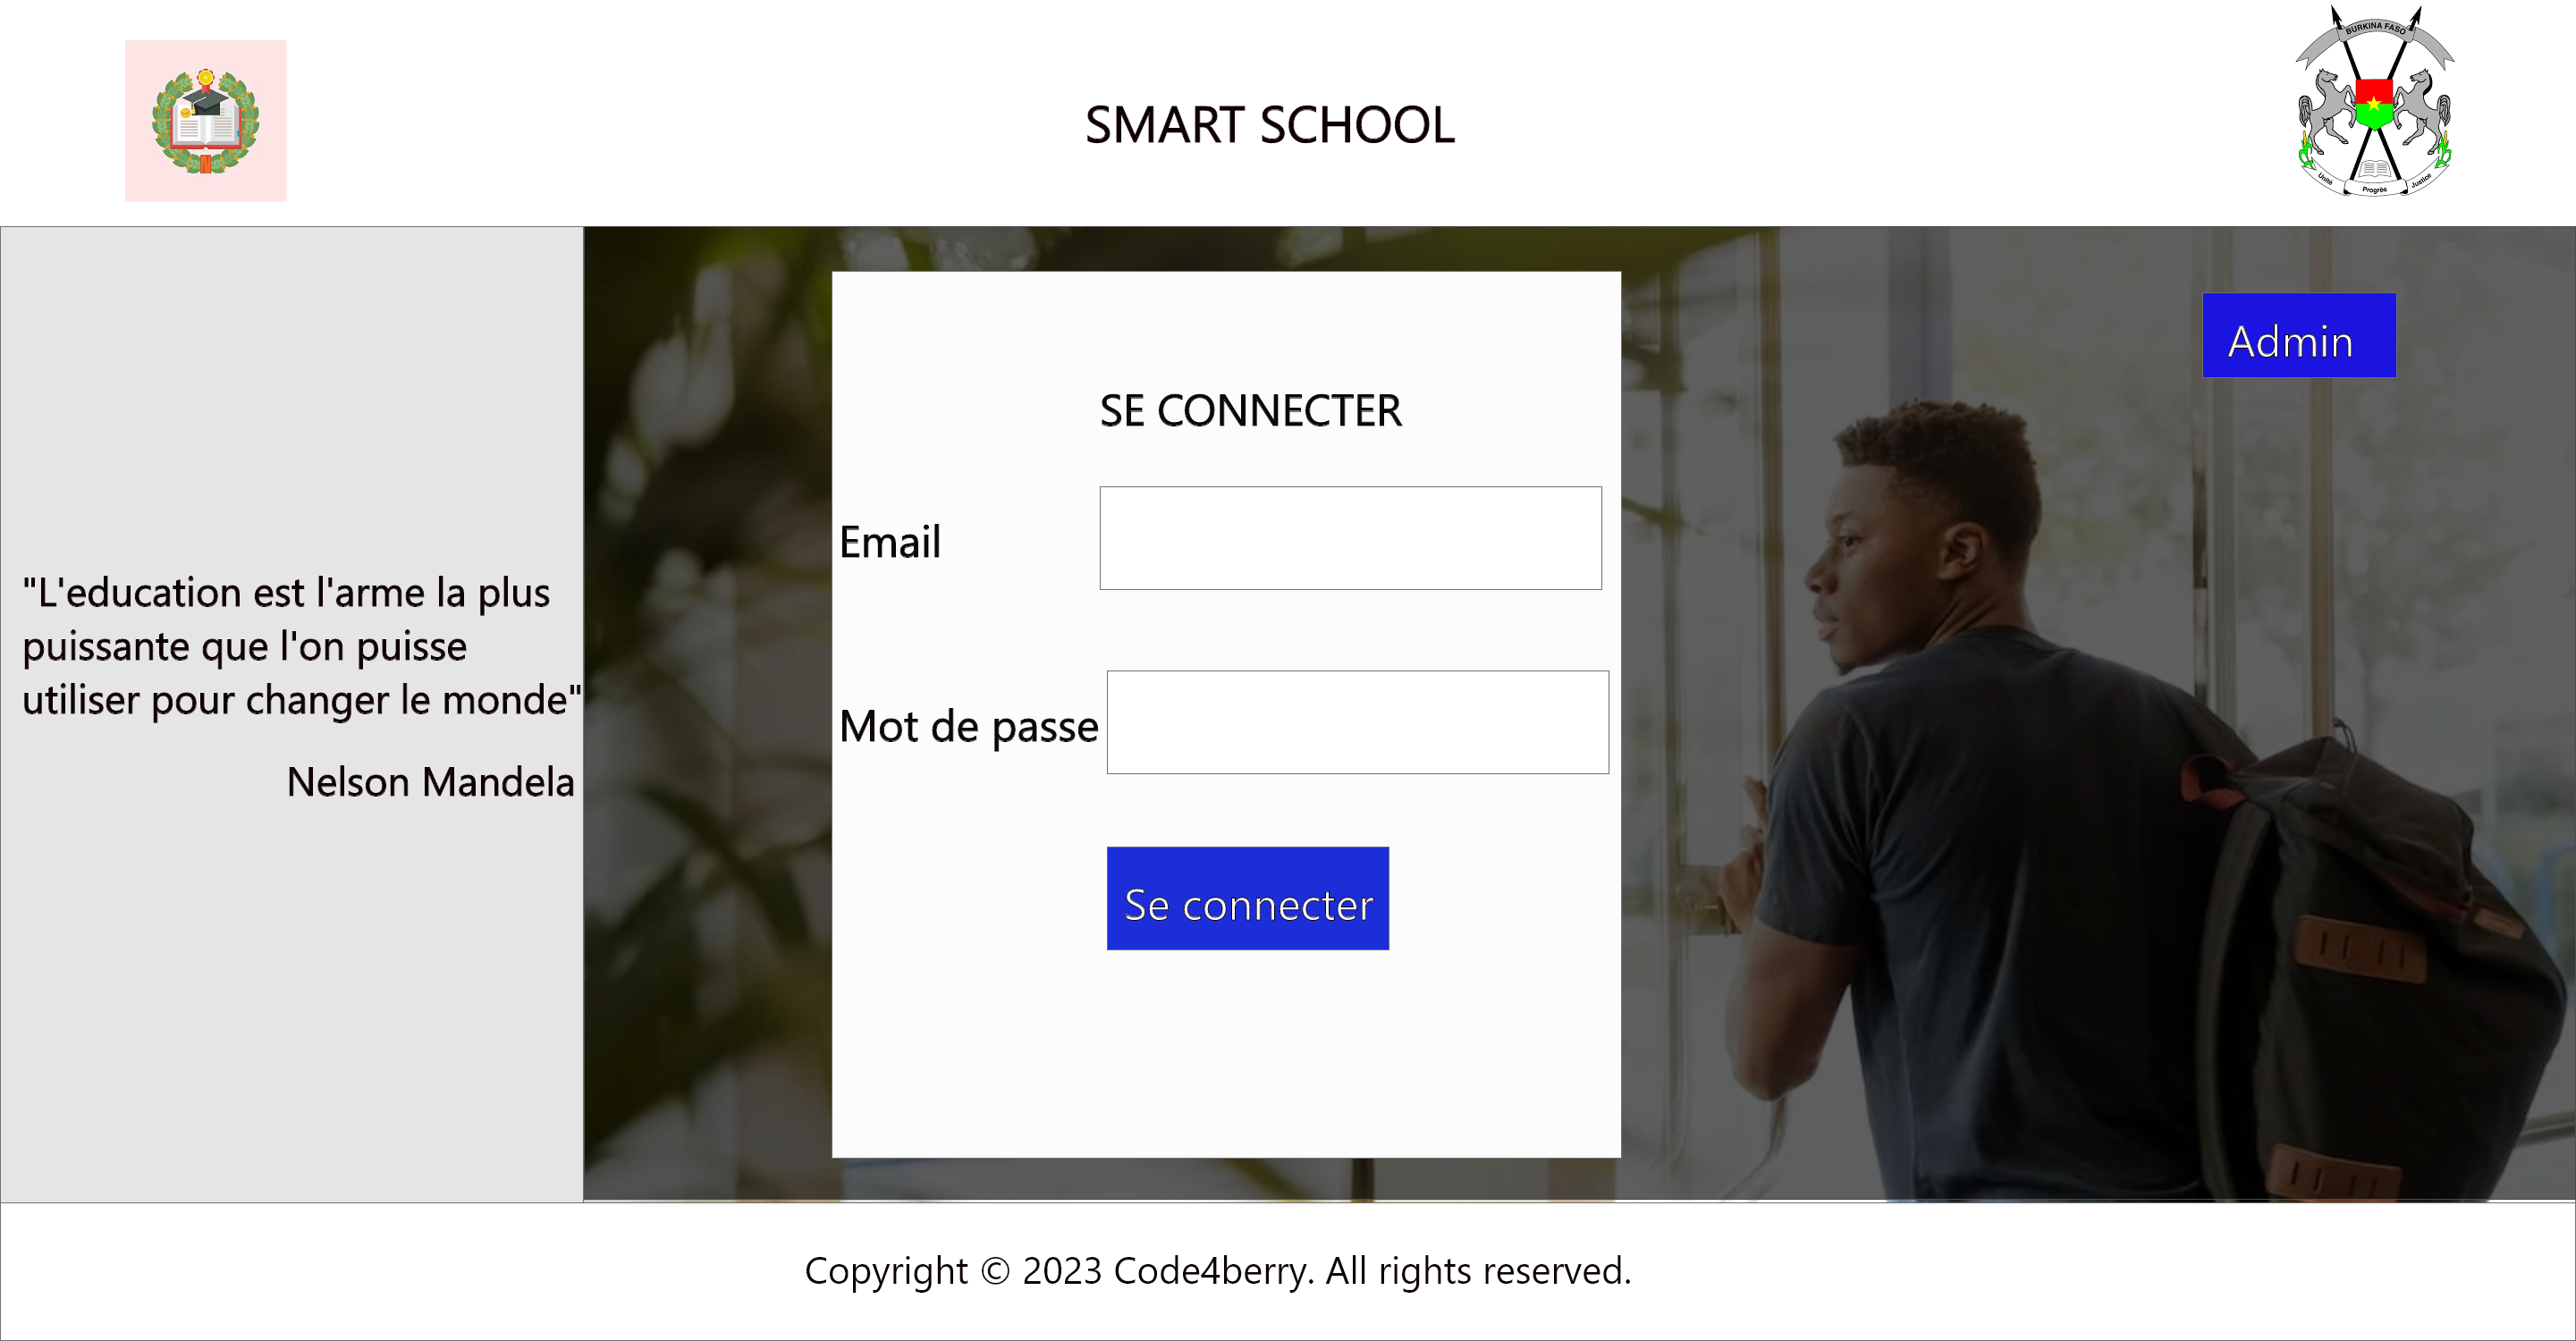 BURKINA FASO
Unité
Progrès
Justice
SMART SCHOOL
Admin
SE CONNECTER
Email
Mot de passe
Se connecter
"L'education est l'arme la plus
puissante que l'on puisse
utiliser pour changer le monde"
Nelson Mandela
Copyright © 2023 Code4berry. All rights reserved.